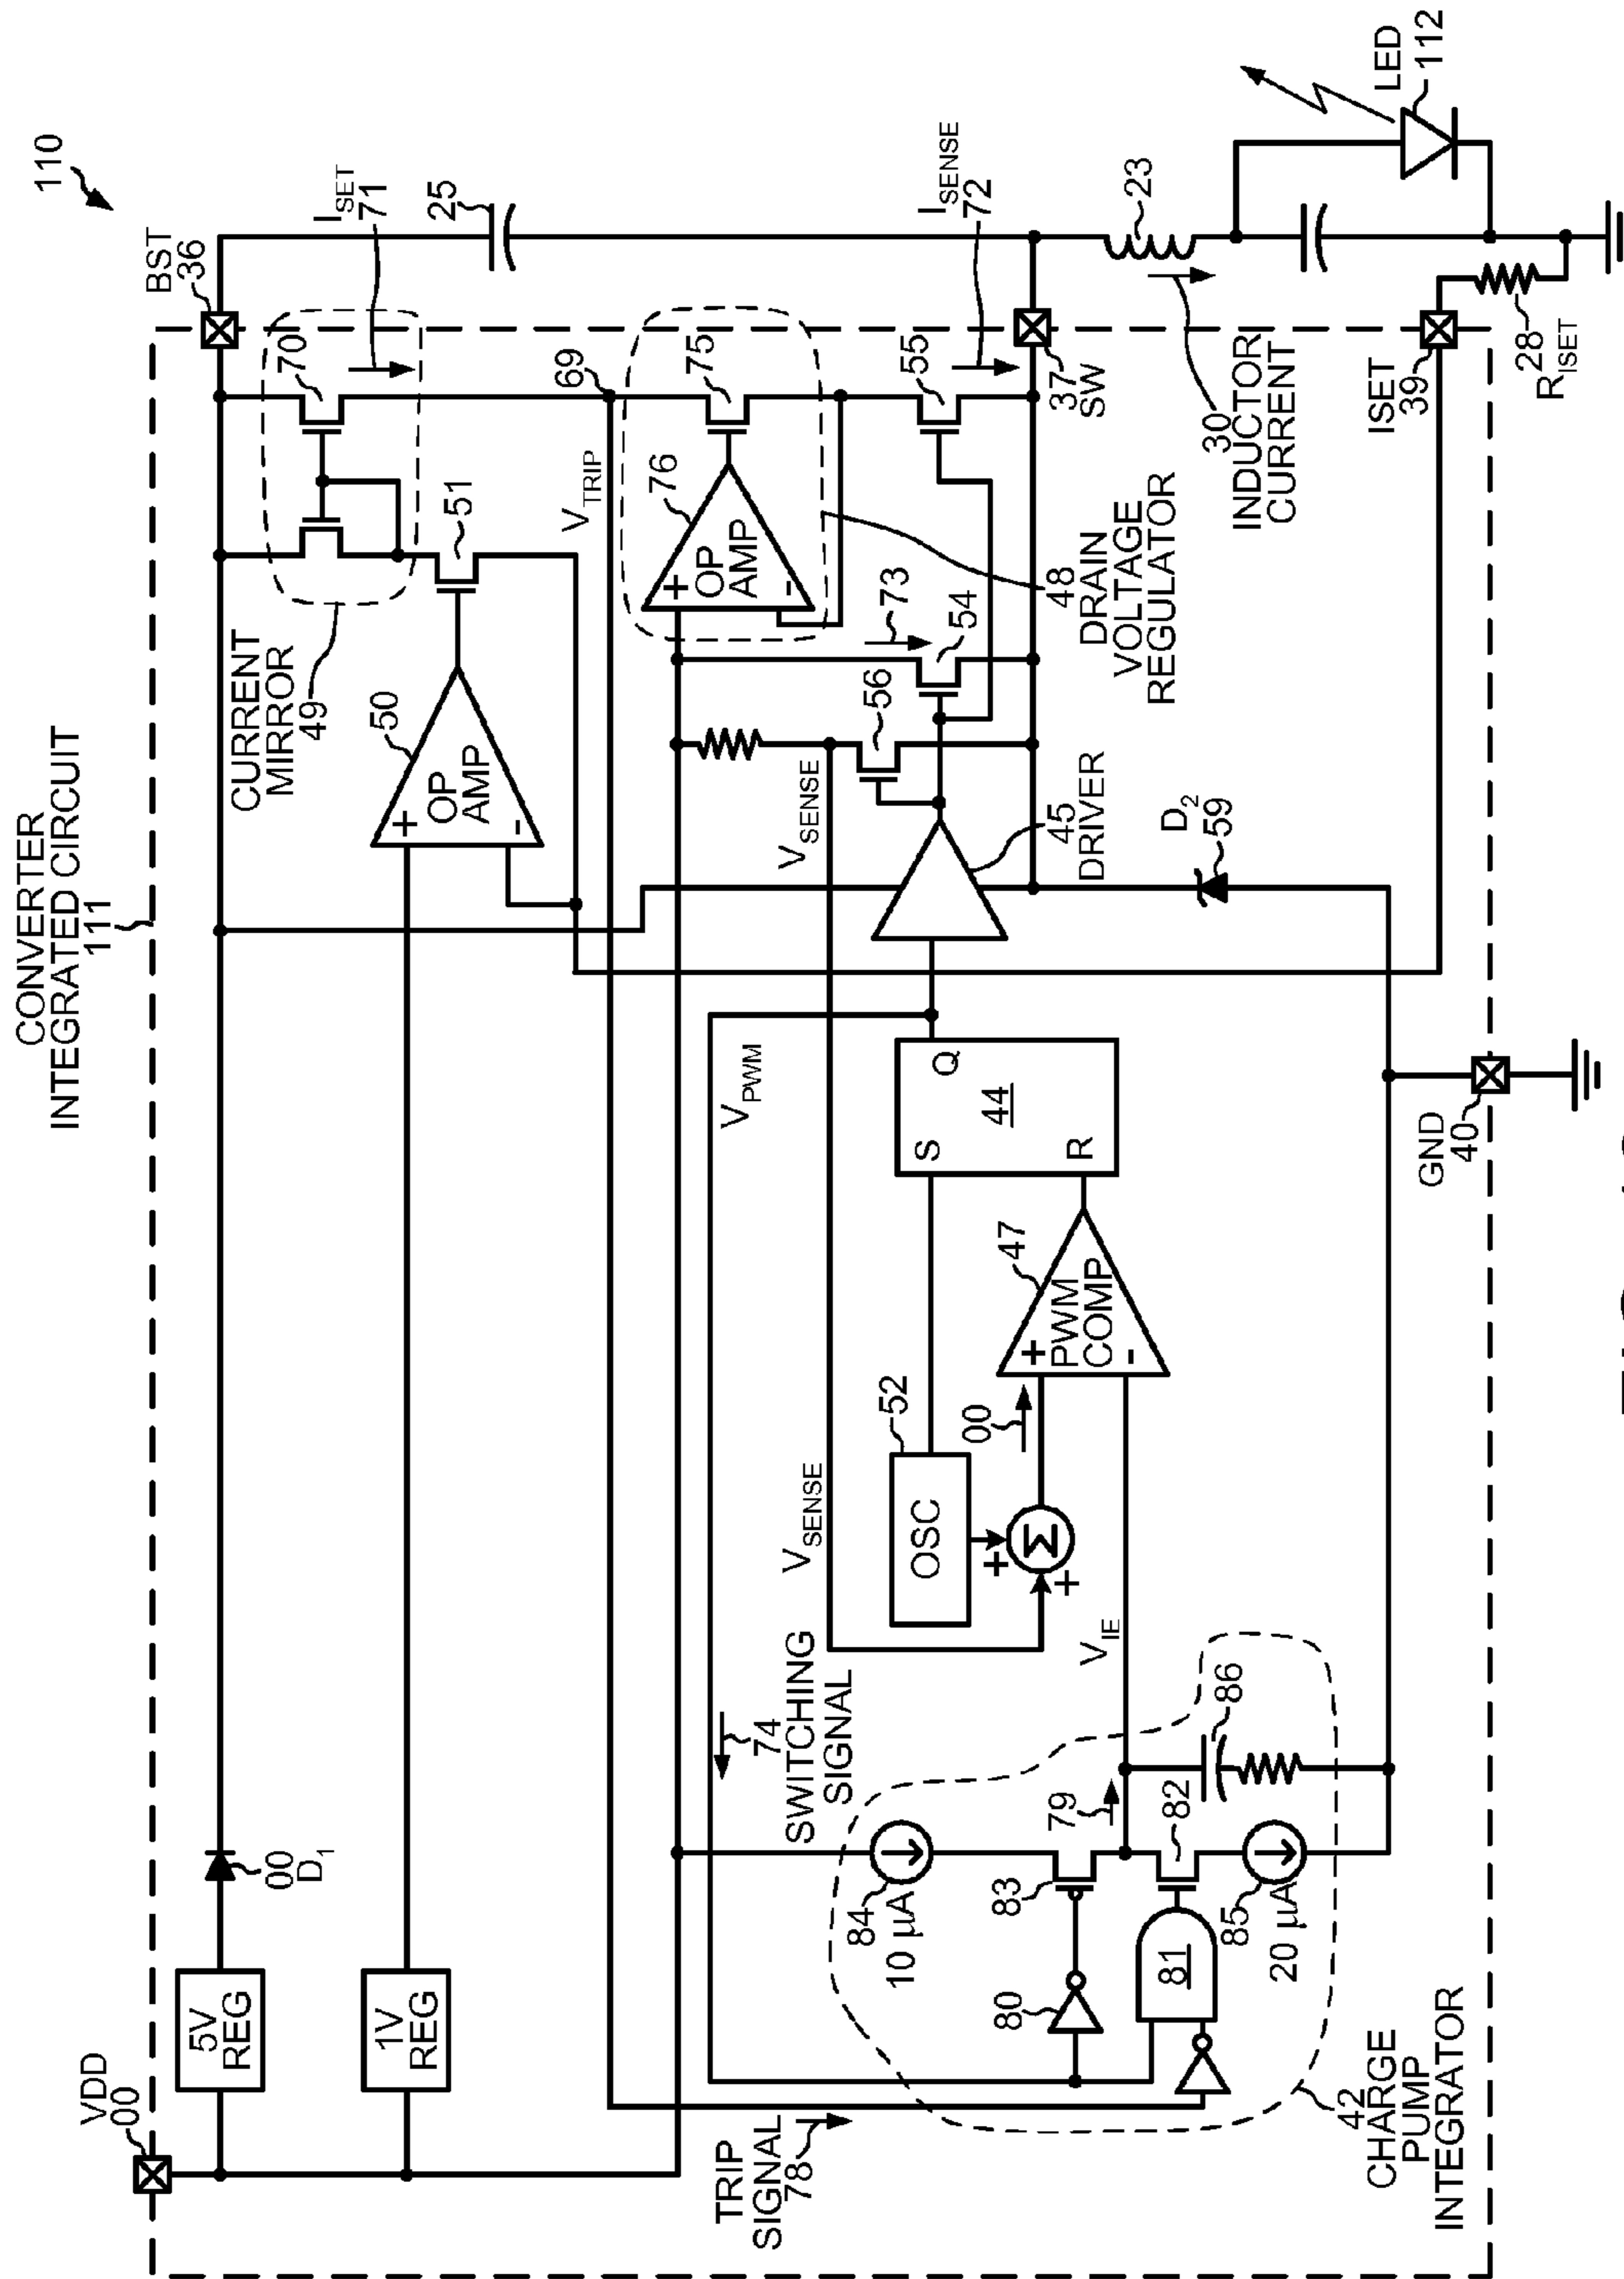 110
CONVERTER
INTEGRATED CIRCUIT
111
VDD
00
5V
REG
00
D1
BST
36
1V
REG
CURRENT
MIRROR
49
70
ISET
71
25
50
+
OP
AMP
-
51
69
VTRIP
76
+
OP
AMP
-
75
55
ISENSE
72
48
DRAIN
VOLTAGE
REGULATOR
73
54
56
VSENSE
37
SW
23
30
INDUCTOR
CURRENT
LED
112
ISET
39
28
RISET
45
DRIVER
D2
59
VPWM
S
Q
44
R
GND
40
47
+
PWM
COMP
-
00
52
OSC
VSENSE
+
Σ
+
VIE
74
SWITCHING
SIGNAL
TRIP
SIGNAL
78
84
10 µA
83
79
82
86
80
81
85
20 µA
42
CHARGE
PUMP
INTEGRATOR